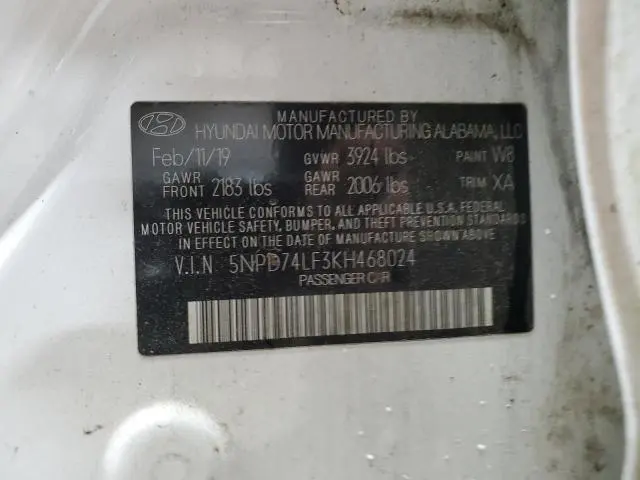 MANUFACTURED BY
HYUNDAI MOTOR MANUFACTURING ALABAMA, LLC
Feb/11/19 GVWR 3924 lbs PAINT W8
GAWR FRONT 2183 lbs GAWR REAR 2006 lbs TRIM XA
THIS VEHICLE CONFORMS TO ALL APPLICABLE U.S.A. FEDERAL
MOTOR VEHICLE SAFETY, BUMPER, AND THEFT PREVENTION STANDARDS
IN EFFECT ON THE DATE OF MANUFACTURE SHOWN ABOVE.
V.I.N 5NPD74LF3KH468024
PASSENGER CAR